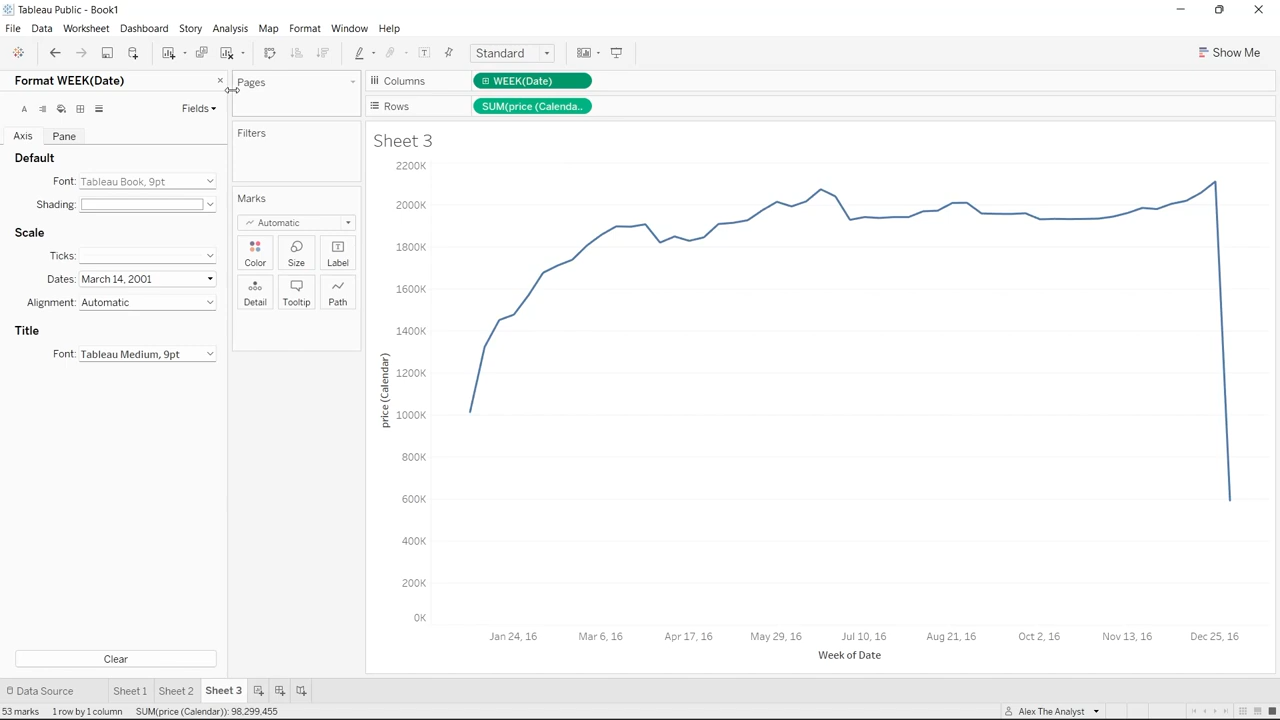 Tableau Public - Book1
File Data Worksheet Dashboard Story Analysis Map Format Window Help
Standard
Show Me
Format WEEK(Date)
Fields
Axis Pane
Default
Font: Tableau Book, 9pt
Shading:
Scale
Ticks:
Dates: March 14, 2001
Alignment: Automatic
Title
Font: Tableau Medium, 9pt
Clear
Pages
Filters
Marks
Automatic
Color Size Label
Detail Tooltip Path
Columns WEEK(Date)
Rows SUM(price (Calenda..
Sheet 3
2200K
2000K
1800K
1600K
1400K
1200K
1000K
800K
600K
400K
200K
0K
price (Calendar)
Jan 24, 16 Mar 6, 16 Apr 17, 16 May 29, 16 Jul 10, 16 Aug 21, 16 Oct 2, 16 Nov 13, 16 Dec 25, 16
Week of Date
Data Source Sheet 1 Sheet 2 Sheet 3
53 marks 1 row by 1 column SUM(price (Calendar)): 98,299,455 Alex The Analyst